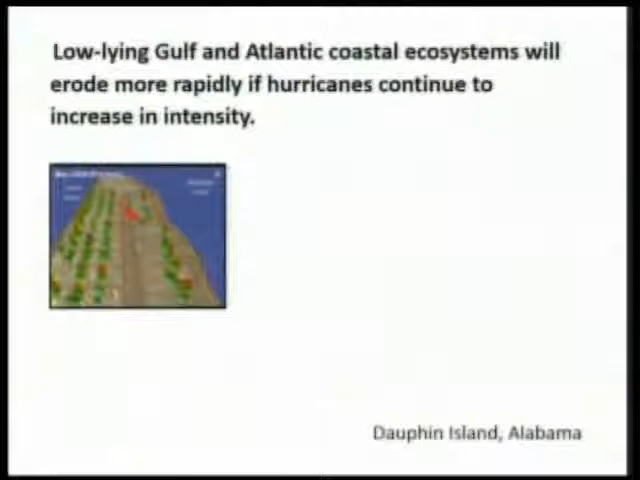 Low-lying Gulf and Atlantic coastal ecosystems will
erode more rapidly if hurricanes continue to
increase in intensity.
Dauphin Island, Alabama